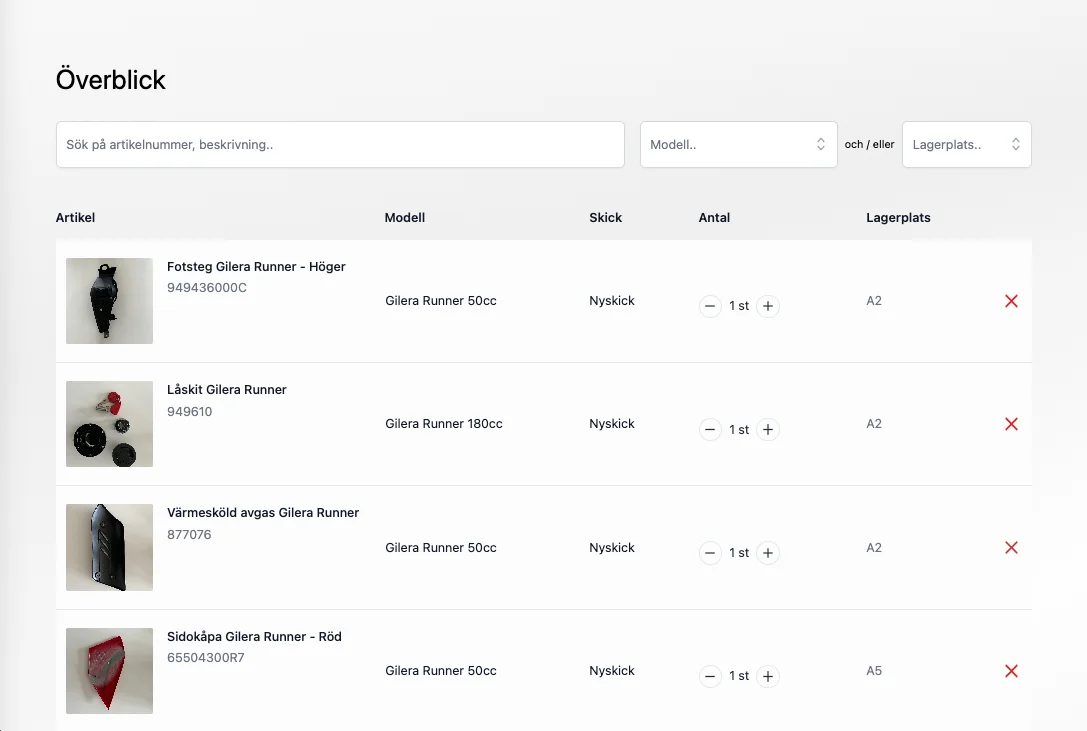 Överblick
Sök på artikelnummer, beskrivning..
Modell..
och / eller
Lagerplats..
Artikel Modell Skick Antal Lagerplats
Fotsteg Gilera Runner - Höger
949436000C
Gilera Runner 50cc Nyskick 1 st A2
Låskit Gilera Runner
949610
Gilera Runner 180cc Nyskick 1 st A2
Värmesköld avgas Gilera Runner
877076
Gilera Runner 50cc Nyskick 1 st A2
Sidokåpa Gilera Runner - Röd
65504300R7
Gilera Runner 50cc Nyskick 1 st A5